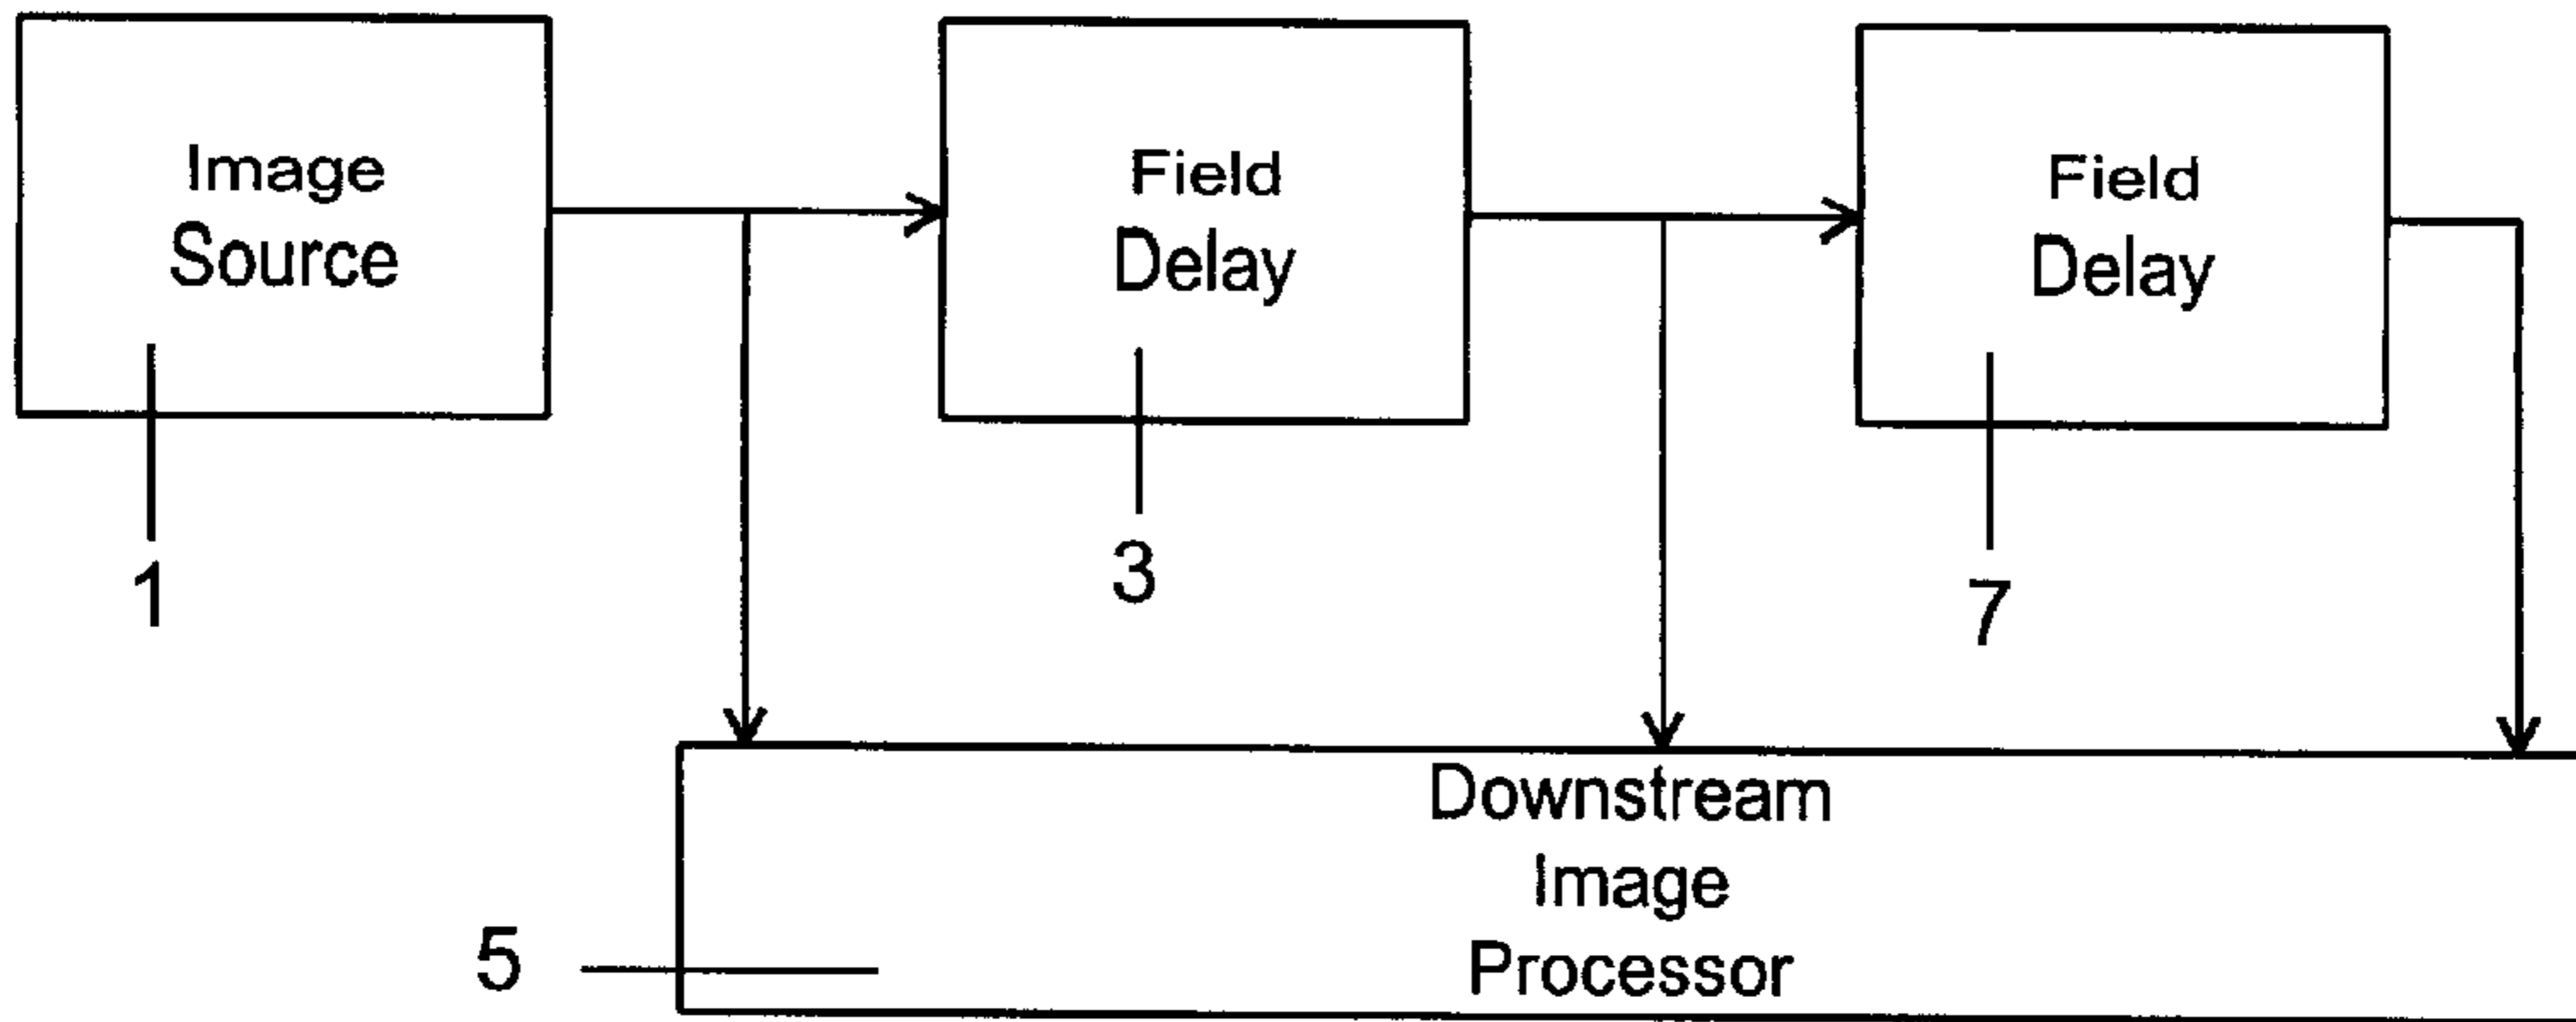 Image
Source
1
Field
Delay
3
Field
Delay
7
Downstream
Image
Processor
5